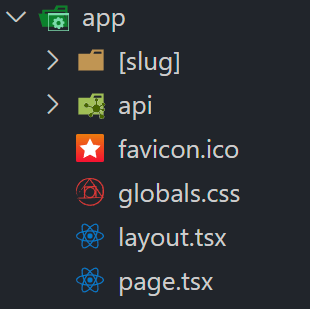 app
[slug]
api
favicon.ico
globals.css
layout.tsx
page.tsx